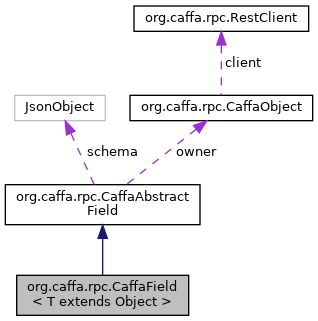 org.caffa.rpc.RestClient
client
JsonObject
org.caffa.rpc.CaffaObject
schema
owner
org.caffa.rpc.CaffaAbstract
Field
org.caffa.rpc.CaffaField
< T extends Object >